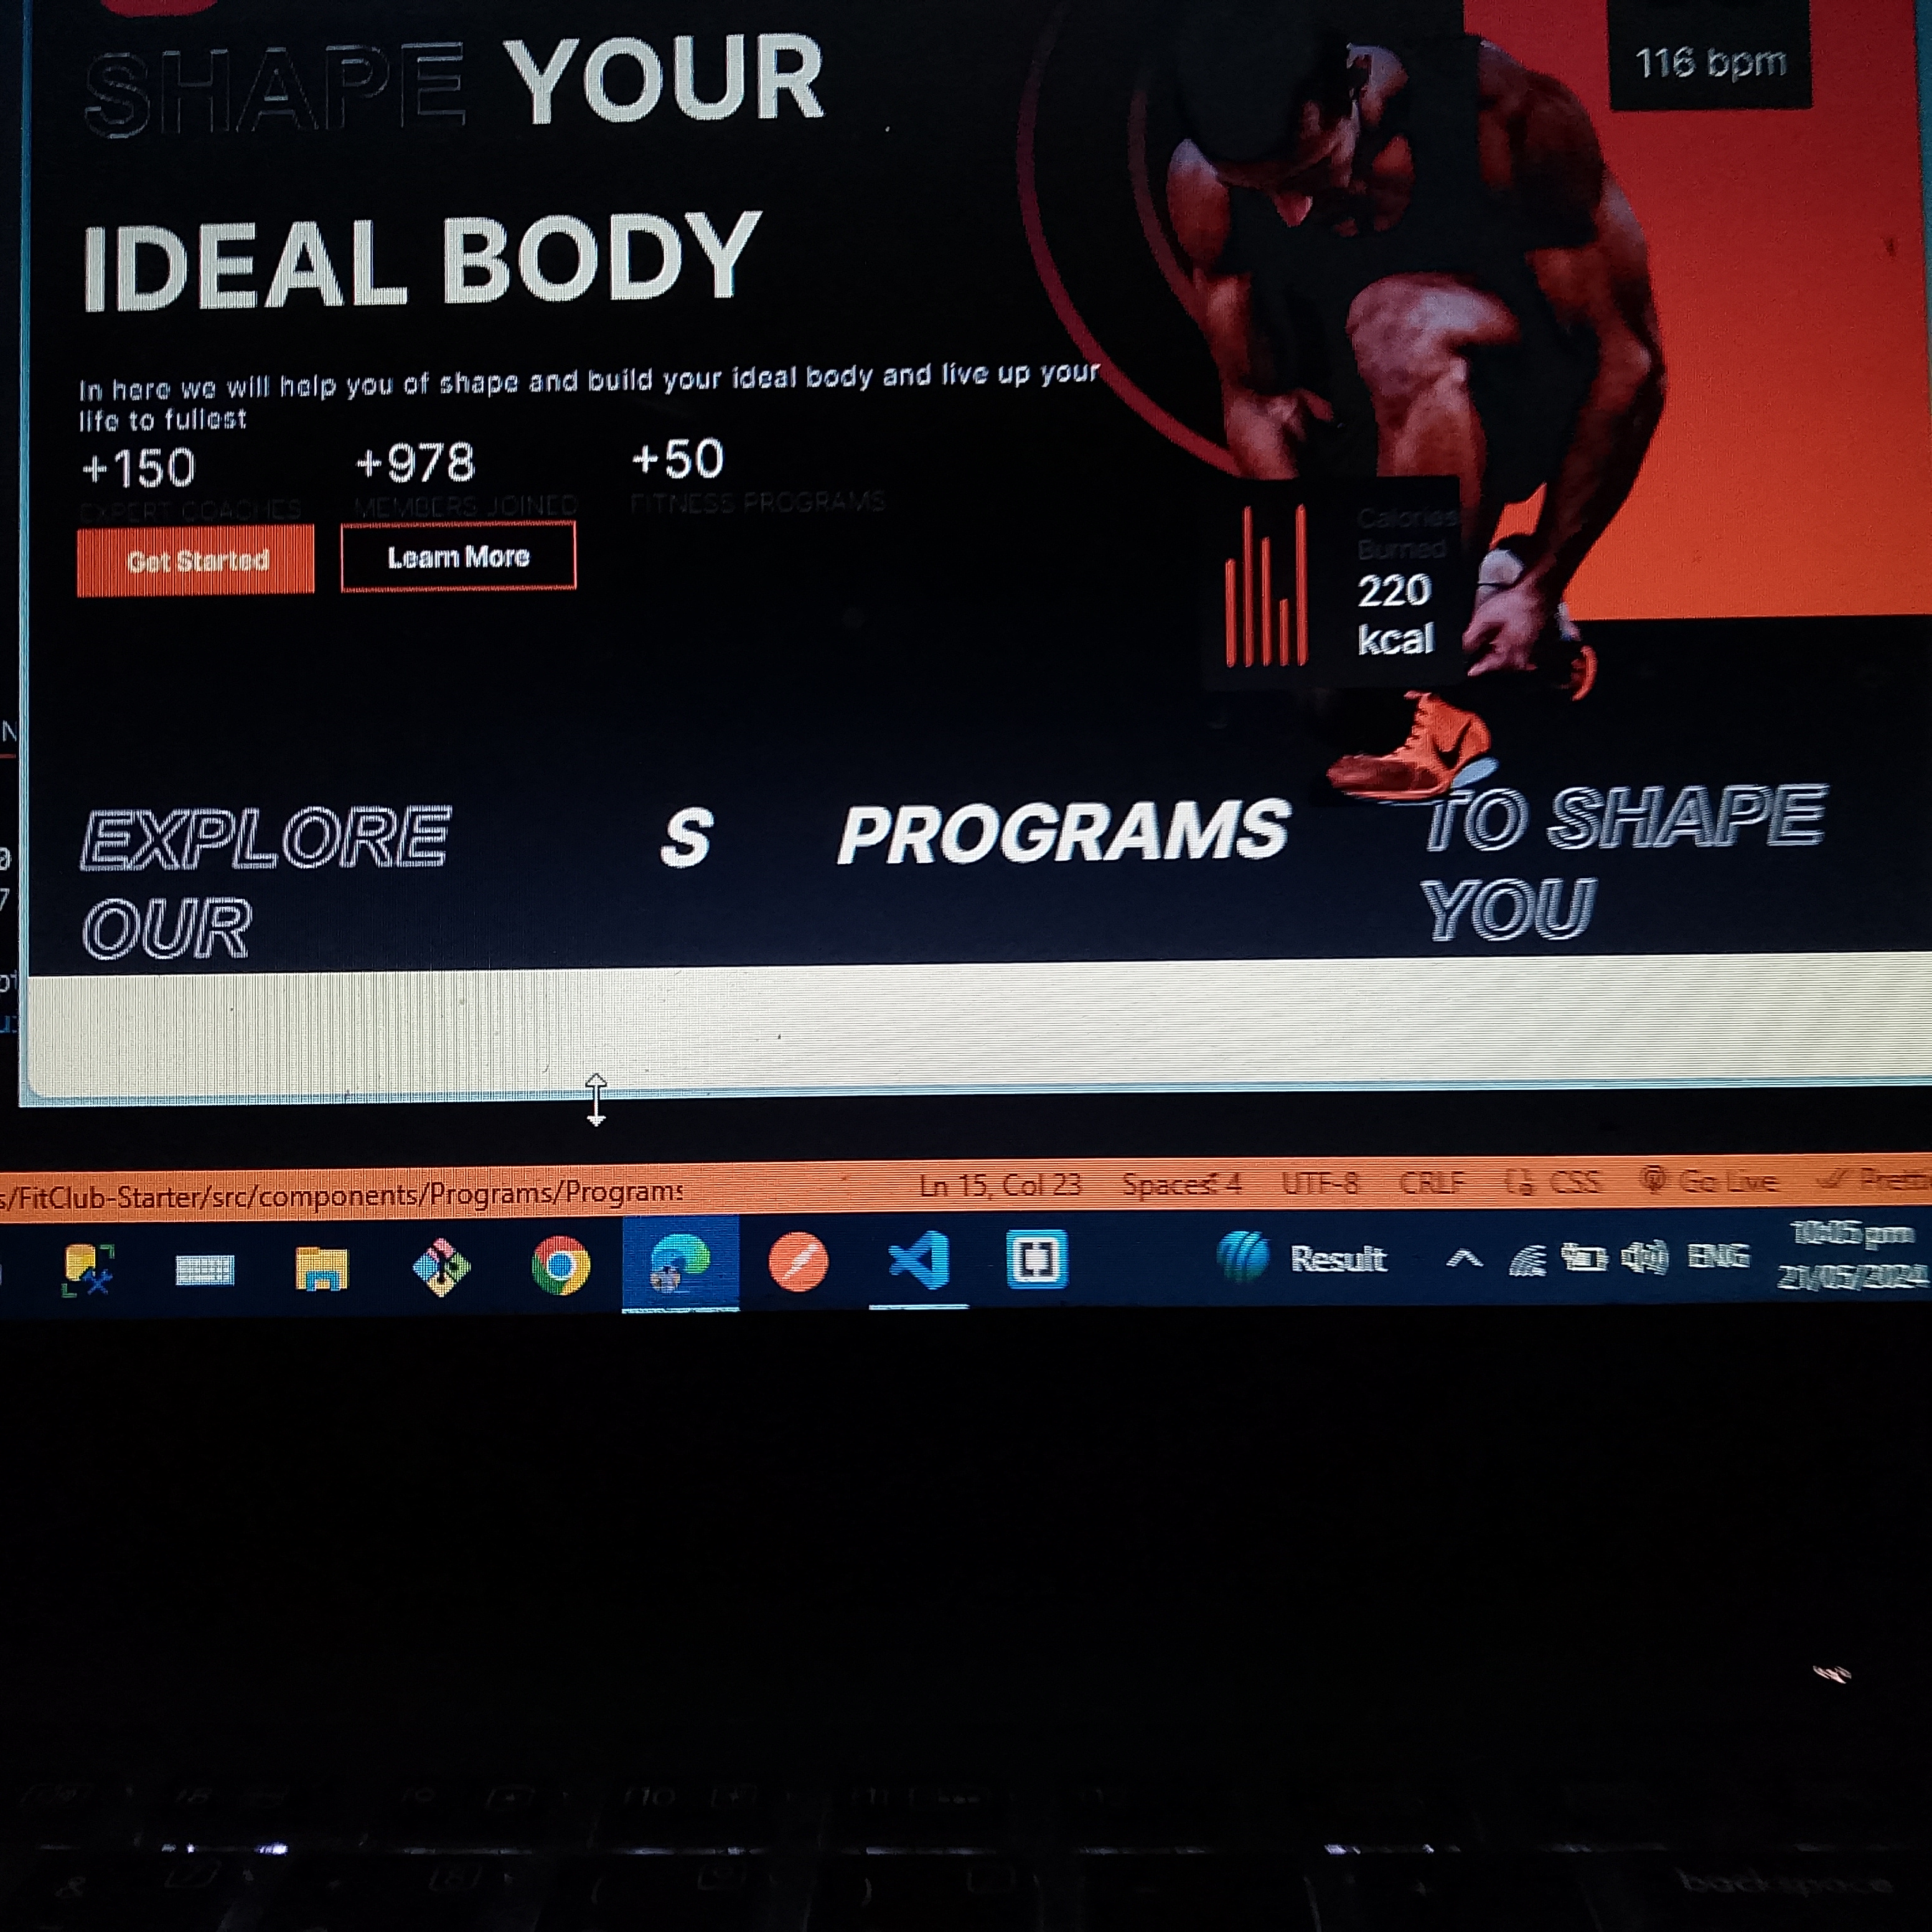 116 bpm
SHAPE YOUR
IDEAL BODY
In here we will help you of shape and build your ideal body and live up your
life to fullest
+150 +978 +50
EXPERT COACHES MEMBERS JOINED FITNESS PROGRAMS
Get Started Learn More
Calories
Burned
220
kcal
EXPLORE S PROGRAMS TO SHAPE
OUR YOU
s/FitClub-Starter/src/components/Programs/Programs
Ln 15, Col 23 Spaces: 4 UTF-8 CRLF CSS Go Live
Result ENG 10:05 pm
21/05/2024
backspace